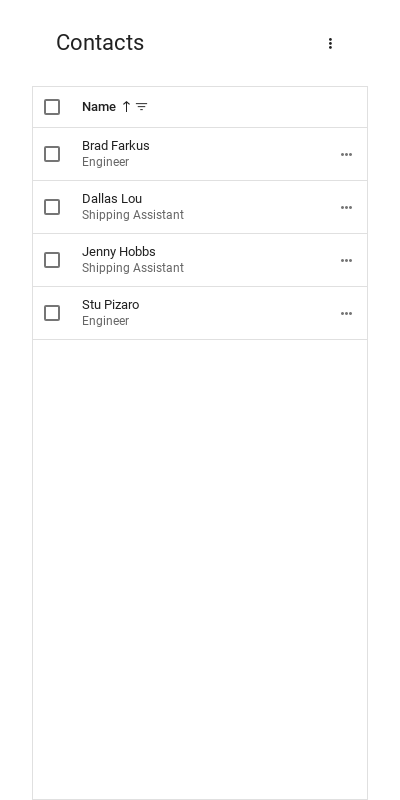 Contacts
Name
Brad Farkus
Engineer
Dallas Lou
Shipping Assistant
Jenny Hobbs
Shipping Assistant
Stu Pizaro
Engineer